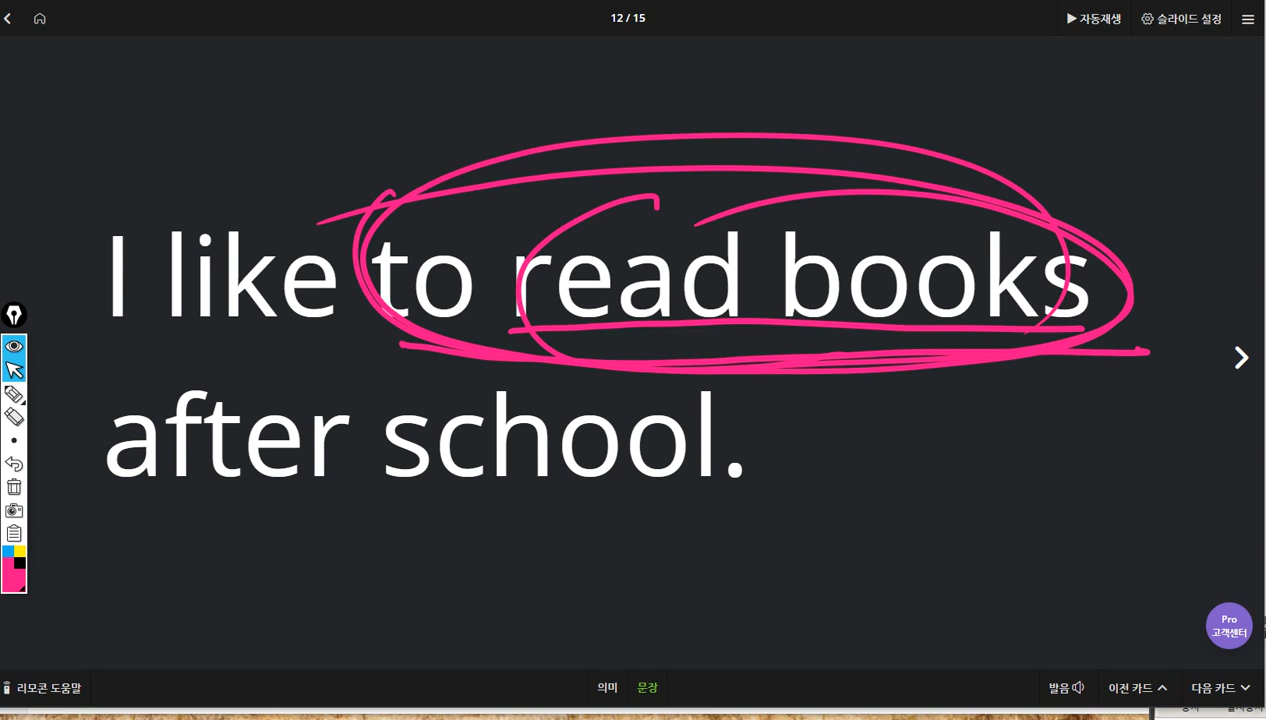 12 / 15
자동재생
슬라이드 설정
I like to read books
after school.
Pro
고객센터
리모콘 도움말
의미
문장
발음
이전 카드
다음 카드